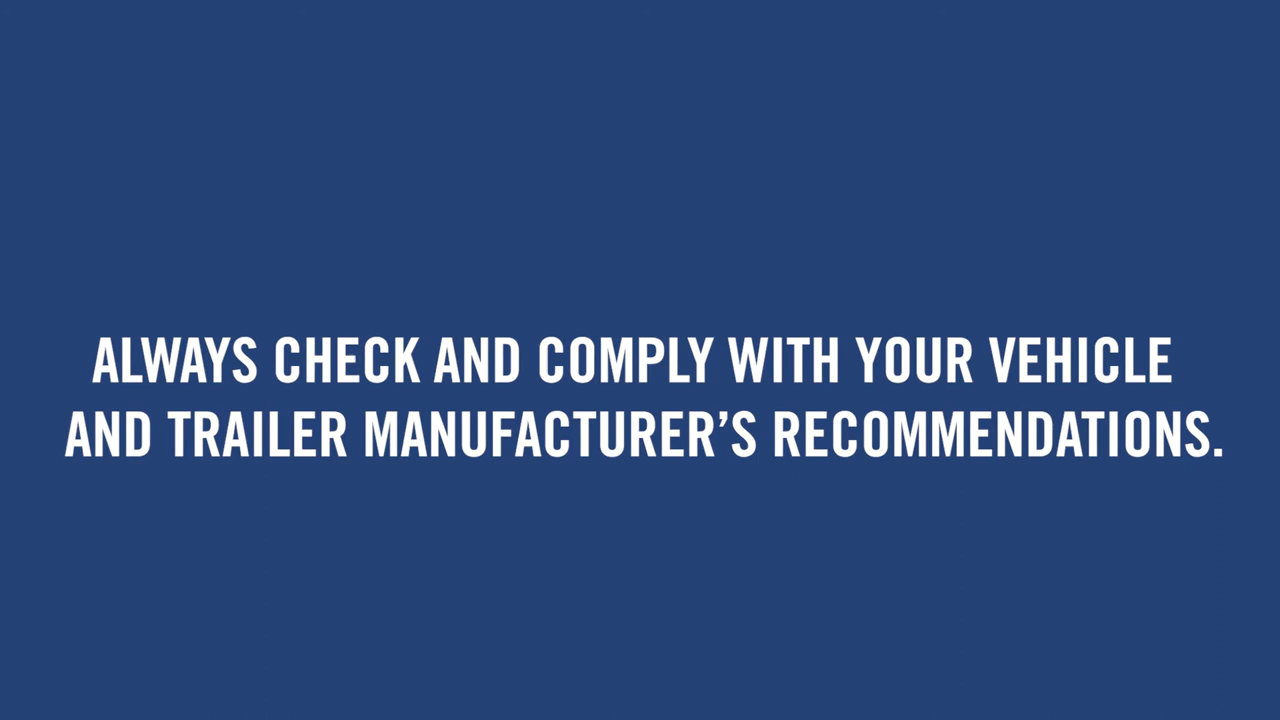 ALWAYS CHECK AND COMPLY WITH YOUR VEHICLE
AND TRAILER MANUFACTURER’S RECOMMENDATIONS.